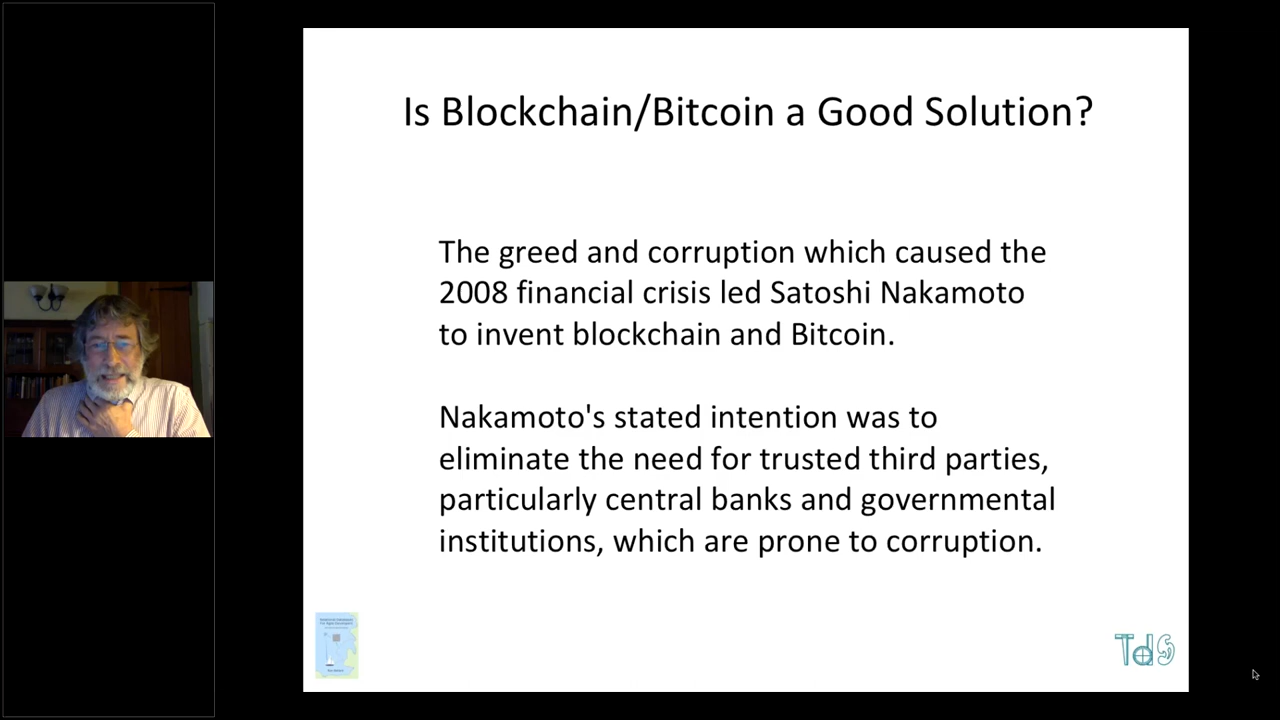 Is Blockchain/Bitcoin a Good Solution?
The greed and corruption which caused the
2008 financial crisis led Satoshi Nakamoto
to invent blockchain and Bitcoin.
Nakamoto's stated intention was to
eliminate the need for trusted third parties,
particularly central banks and governmental
institutions, which are prone to corruption.
TdS